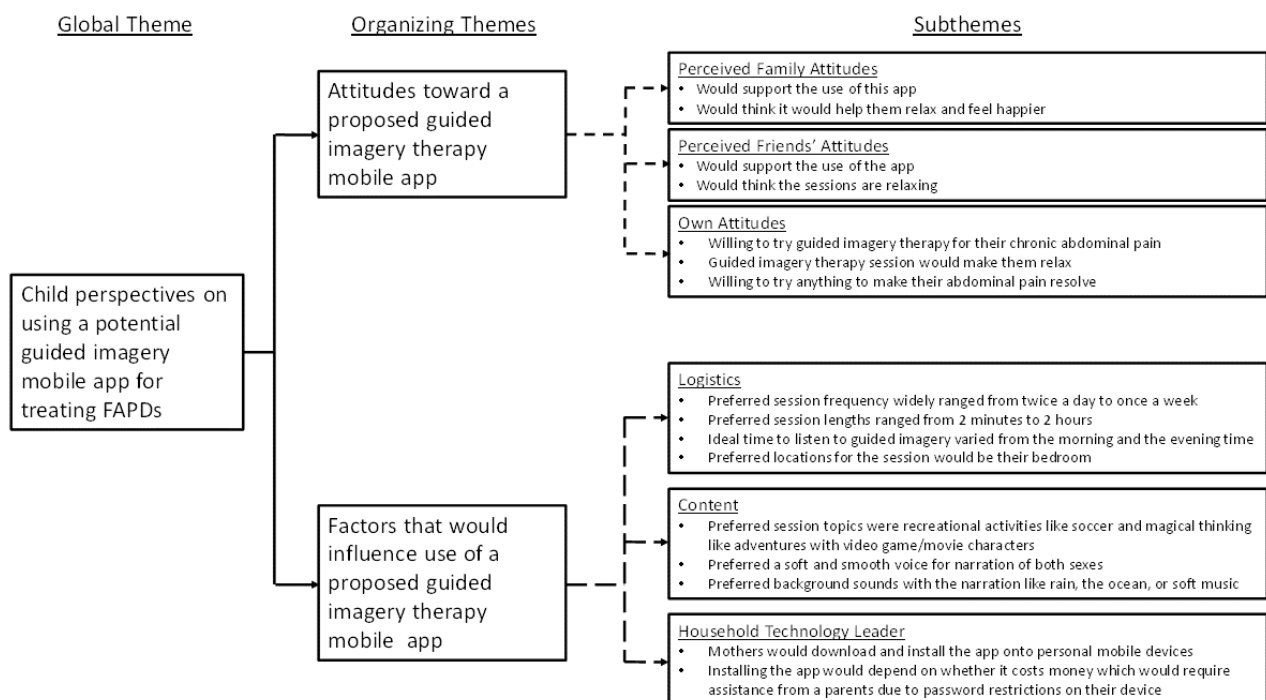 Global Theme
Organizing Themes
Subthemes
Child perspectives on
using a potential
guided imagery
mobile app for
treating FAPDs
Attitudes toward a
proposed guided
imagery therapy
mobile app
Perceived Family Attitudes
• Would support the use of this app
• Would think it would help them relax and feel happier
Perceived Friends’ Attitudes
• Would support the use of the app
• Would think the sessions are relaxing
Own Attitudes
• Willing to try guided imagery therapy for their chronic abdominal pain
• Guided imagery therapy session would make them relax
• Willing to try anything to make their abdominal pain resolve
Factors that would
influence use of a
proposed guided
imagery therapy
mobile app
Logistics
• Preferred session frequency widely ranged from twice a day to once a week
• Preferred session lengths ranged from 2 minutes to 2 hours
• Ideal time to listen to guided imagery varied from the morning and the evening time
• Preferred locations for the session would be their bedroom
Content
• Preferred session topics were recreational activities like soccer and magical thinking
like adventures with video game/movie characters
• Preferred a soft and smooth voice for narration of both sexes
• Preferred background sounds with the narration like rain, the ocean, or soft music
Household Technology Leader
• Mothers would download and install the app onto personal mobile devices
• Installing the app would depend on whether it costs money which would require
assistance from a parents due to password restrictions on their device